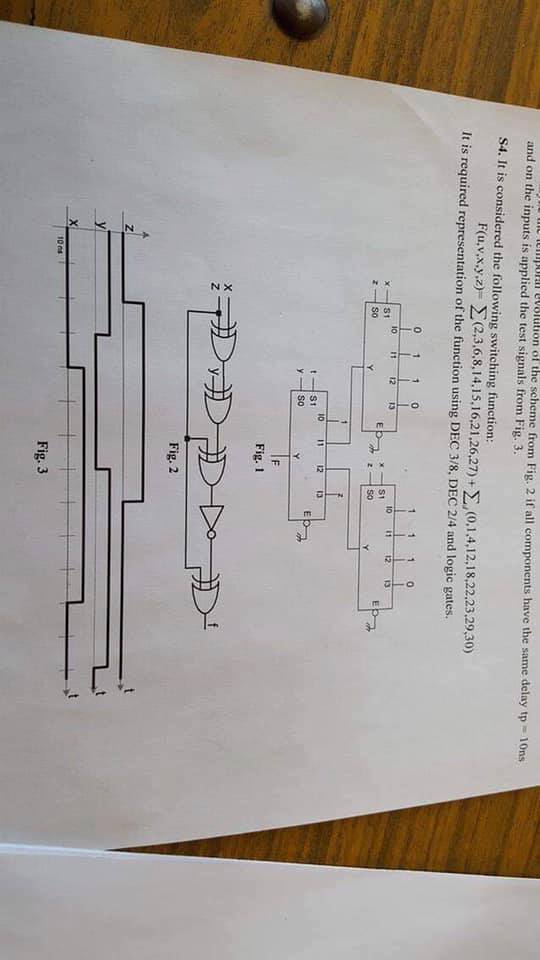 evolution of the scheme from Fig. 2 if all components have the same delay tp = 10ns
and on the inputs is applied the test signals from Fig. 3.
S4. It is considered the following switching function:
F(u,v,x,y,z)= ∑(2,3,6,8,14,15,16,21,26,27) + ∑d(0,1,4,12,18,22,23,29,30)
It is required representation of the function using DEC 3/8, DEC 2/4 and logic gates.
0 1 1 0
I0 I1 I2 I3
x S1
z S0
E
Y
1 1 1 0
I0 I1 I2 I3
x S1
z S0
E
Y
1 z
I0 I1 I2 I3
t S1
y S0
E
Y
F
Fig. 1
x
z
y
f
Fig. 2
z
t
y
t
x
10 ns
t
Fig. 3